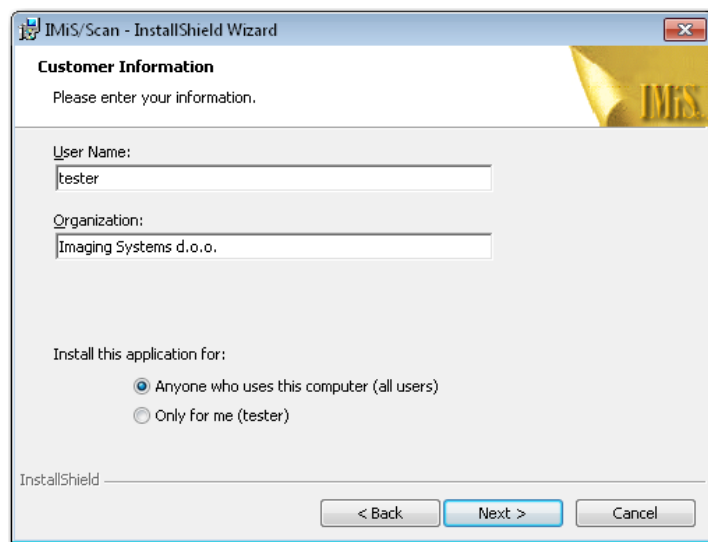 IMiS/Scan - InstallShield Wizard
Customer Information
Please enter your information.
IMiS
User Name:
tester
Organization:
Imaging Systems d.o.o.
Install this application for:
Anyone who uses this computer (all users)
Only for me (tester)
InstallShield
< Back
Next >
Cancel